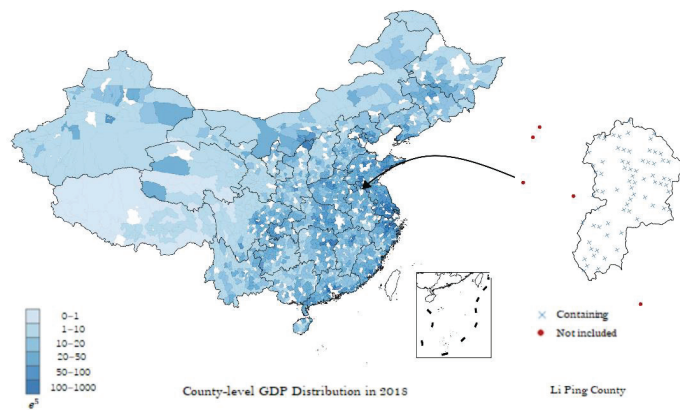 0–1
1–10
10–20
20–50
50–100
100–1000
e⁵
County-level GDP Distribution in 2018
Containing
Not included
Li Ping County